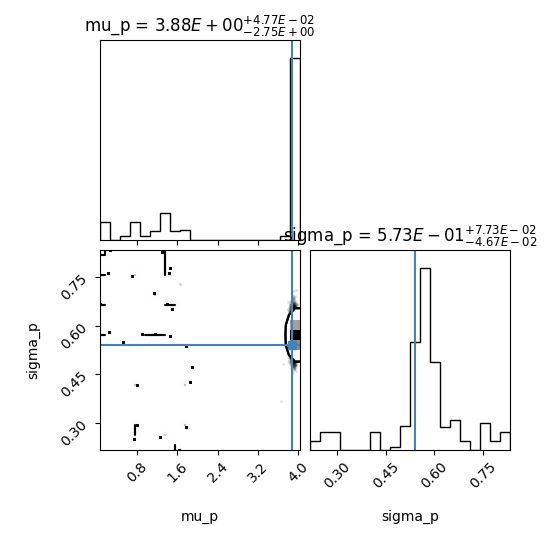 mu_p = 3.88E + 00 +4.77E − 02 −2.75E + 00
sigma_p = 5.73E − 01 +7.73E − 02 −4.67E − 02
sigma_p
0.75
0.60
0.45
0.30
0.8 1.6 2.4 3.2 4.0
0.30 0.45 0.60 0.75
mu_p
sigma_p